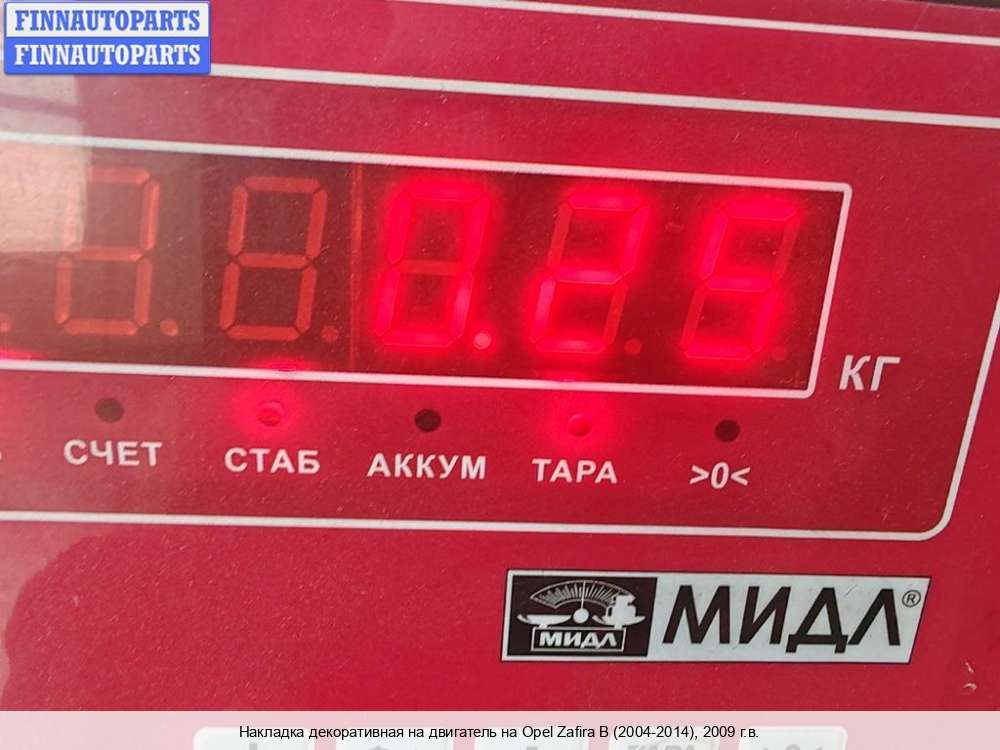 FINNAUTOPARTS
FINNAUTOPARTS
0.25
КГ
СЧЕТ СТАБ АККУМ ТАРА >0<
МИДЛ МИДЛ®
Накладка декоративная на двигатель на Opel Zafira B (2004-2014), 2009 г.в.